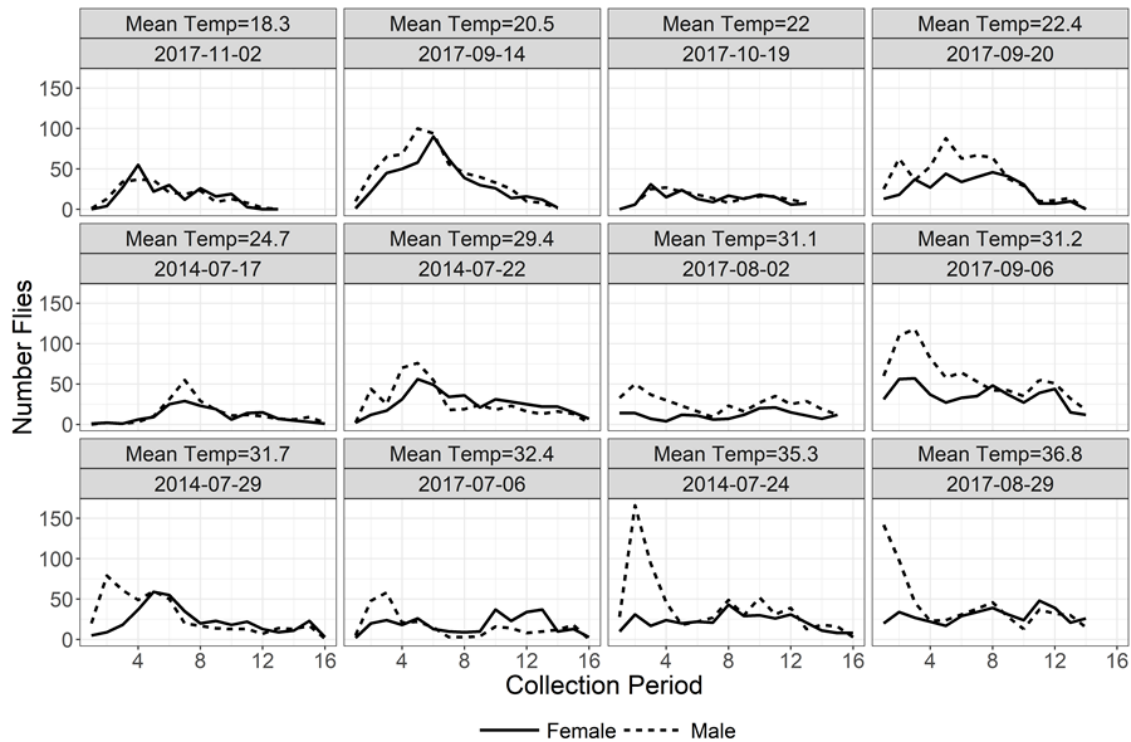 Mean Temp=18.3 Mean Temp=20.5 Mean Temp=22 Mean Temp=22.4
2017-11-02 2017-09-14 2017-10-19 2017-09-20
150
100
50
0
Mean Temp=24.7 Mean Temp=29.4 Mean Temp=31.1 Mean Temp=31.2
2014-07-17 2014-07-22 2017-08-02 2017-09-06
Number Flies
150
100
50
0
Mean Temp=31.7 Mean Temp=32.4 Mean Temp=35.3 Mean Temp=36.8
2014-07-29 2017-07-06 2014-07-24 2017-08-29
150
100
50
0
4 8 12 16 4 8 12 16 4 8 12 16 4 8 12 16
Collection Period
Female Male